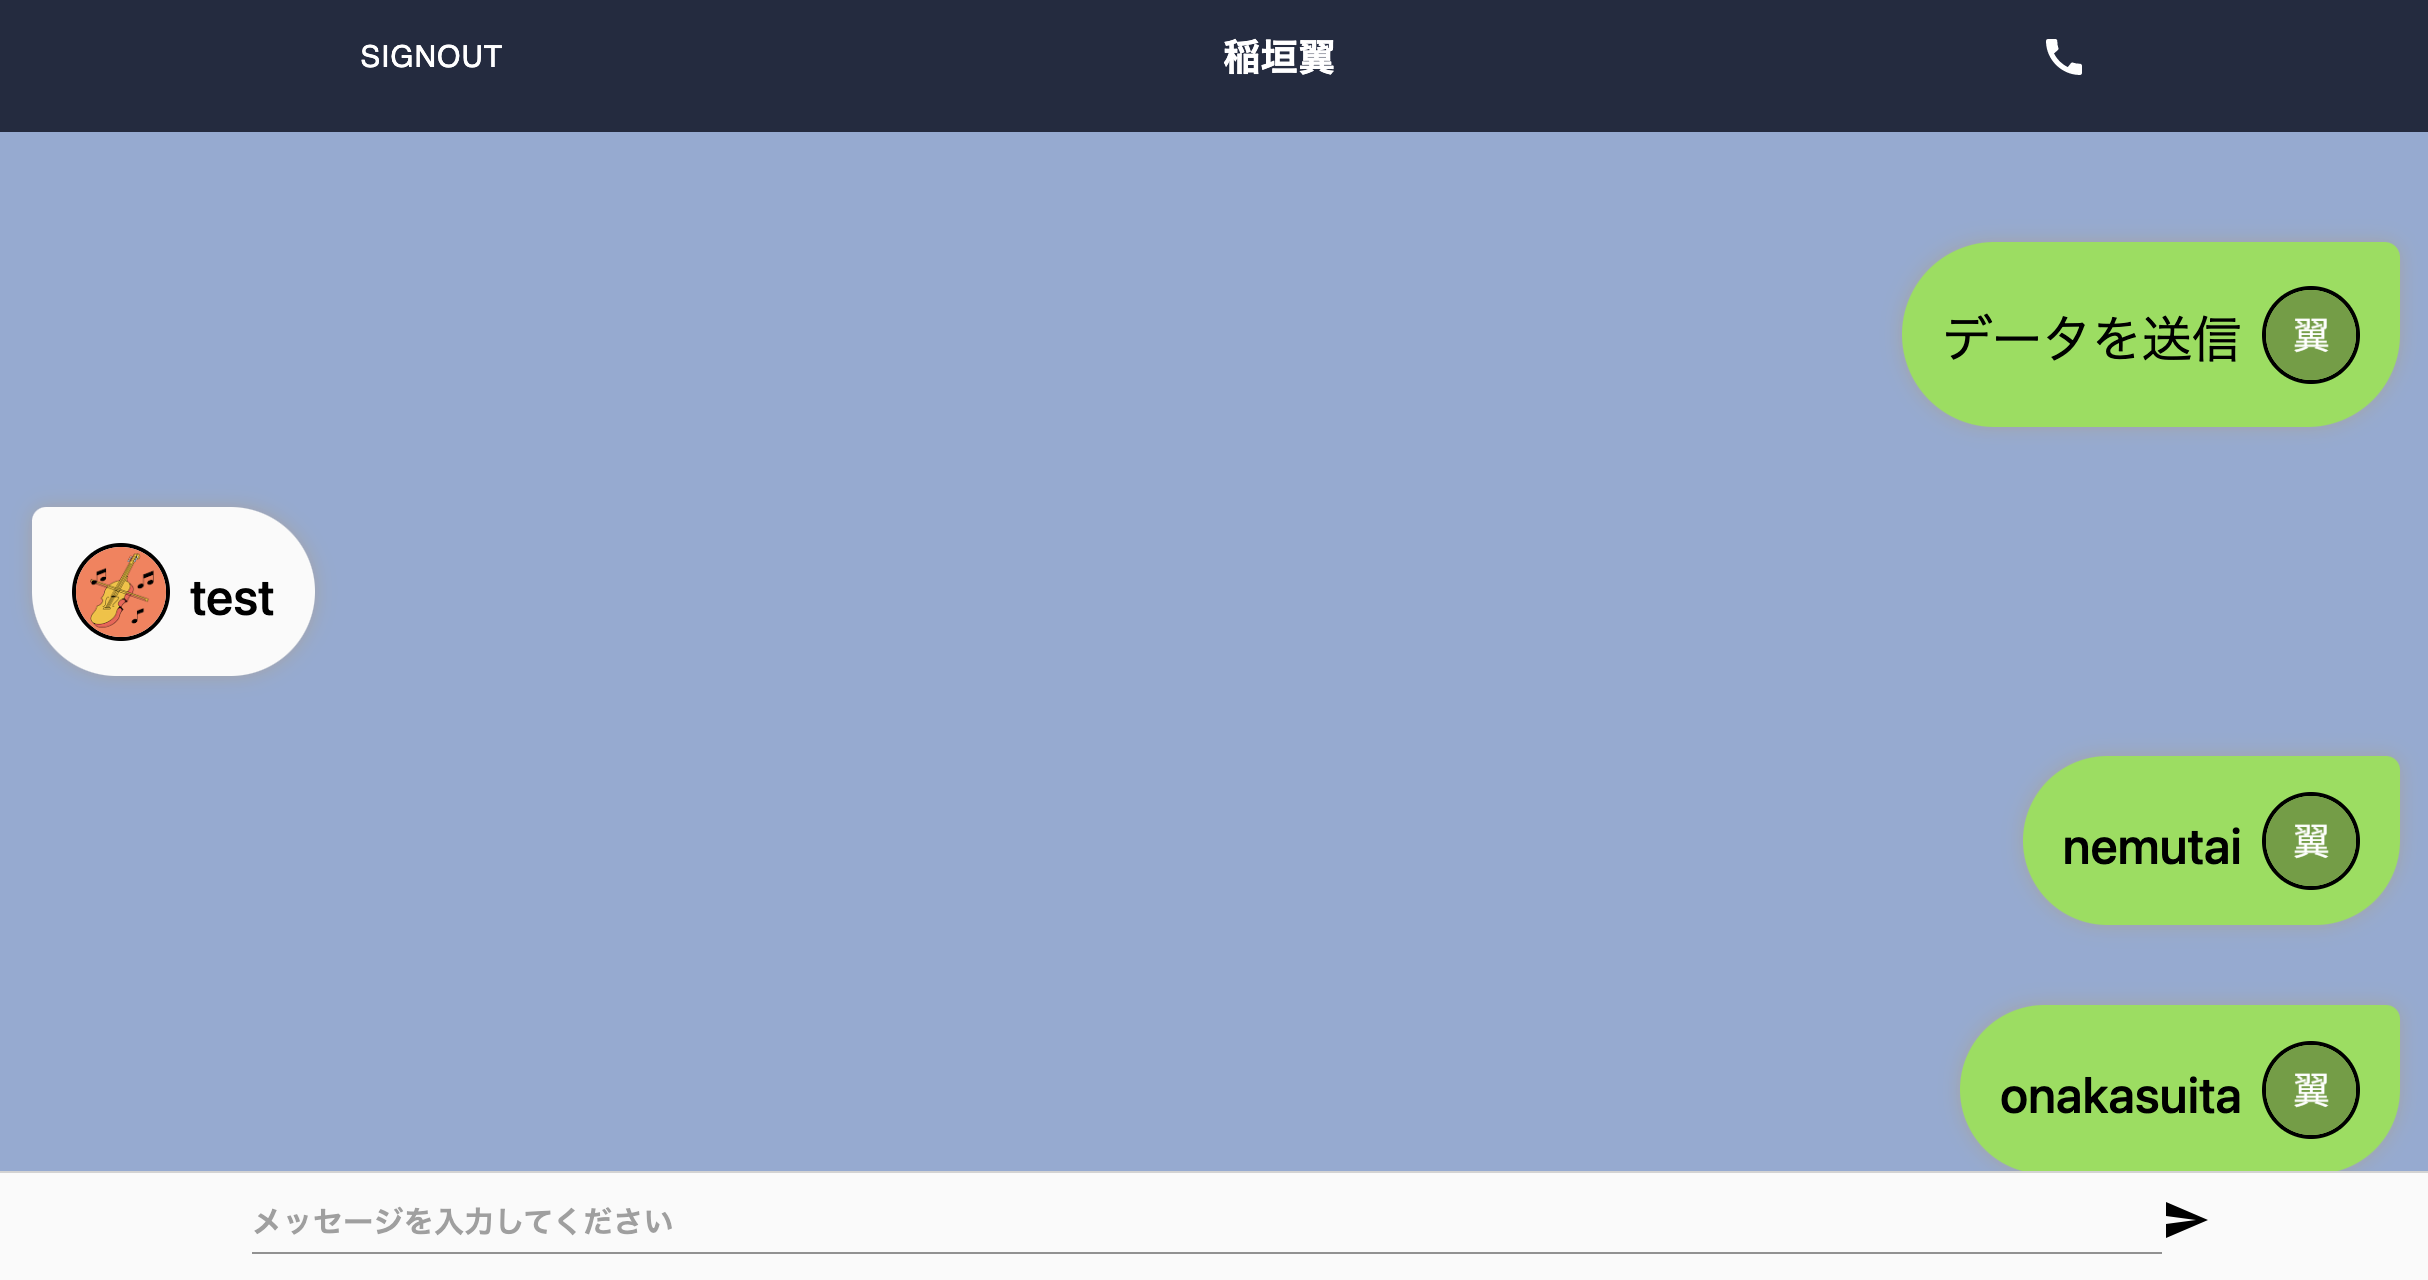 SIGNOUT
稲垣翼
データを送信 翼
test
nemutai 翼
onakasuita 翼
メッセージを入力してください